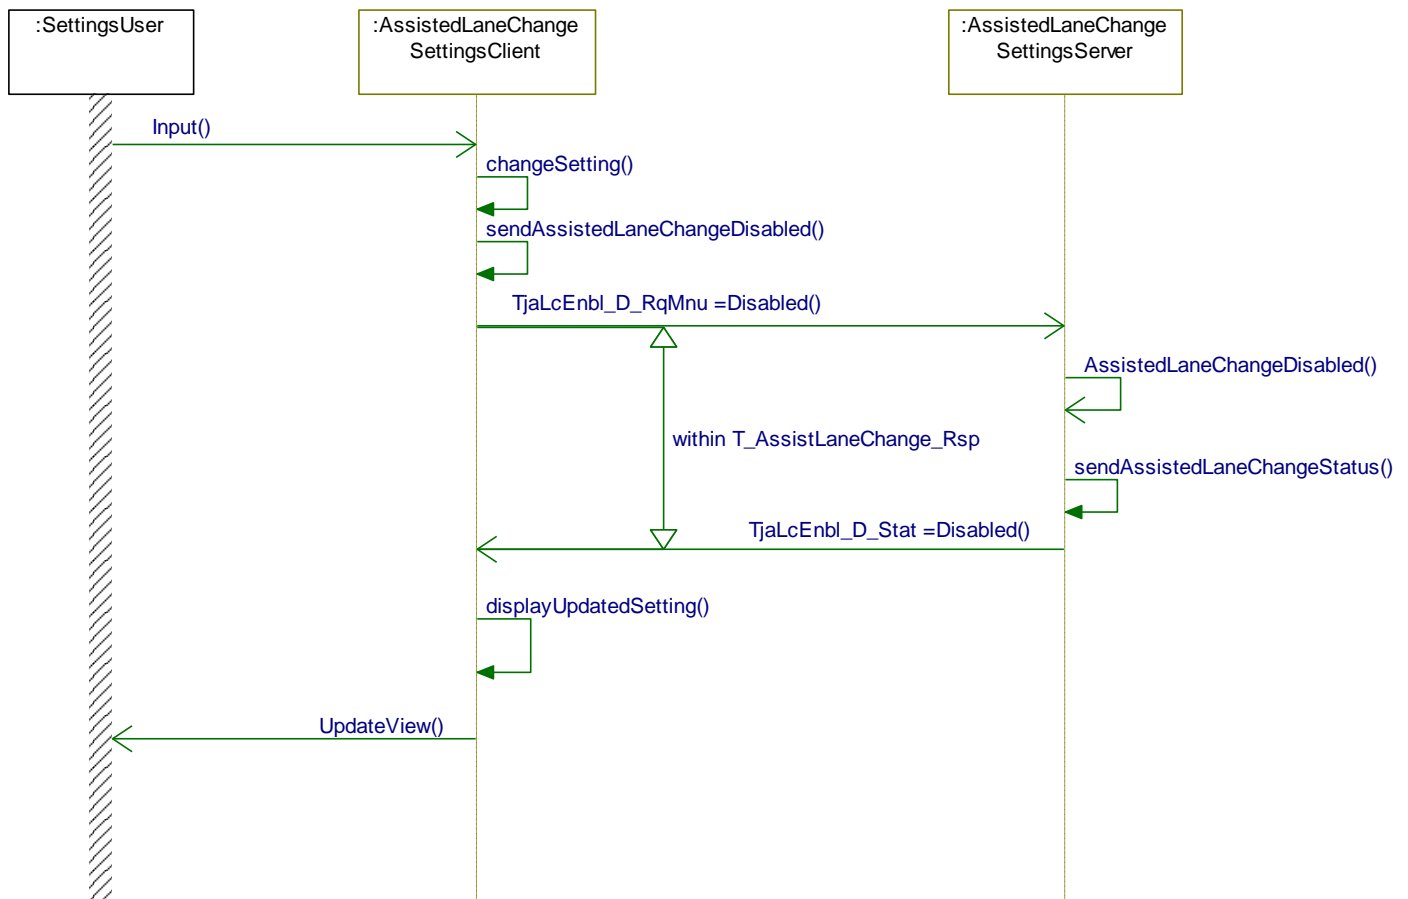 :SettingsUser
:AssistedLaneChange
SettingsClient
:AssistedLaneChange
SettingsServer
Input()
changeSetting()
sendAssistedLaneChangeDisabled()
TjaLcEnbl_D_RqMnu =Disabled()
AssistedLaneChangeDisabled()
within T_AssistLaneChange_Rsp
sendAssistedLaneChangeStatus()
TjaLcEnbl_D_Stat =Disabled()
displayUpdatedSetting()
UpdateView()